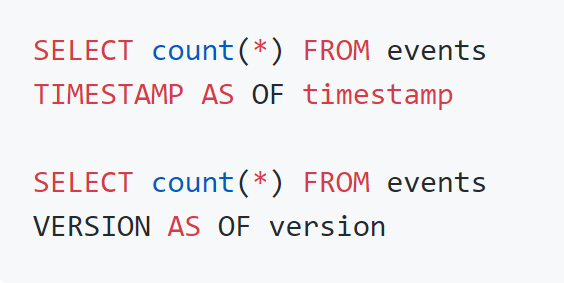 SELECT count(*) FROM events
TIMESTAMP AS OF timestamp
SELECT count(*) FROM events
VERSION AS OF version